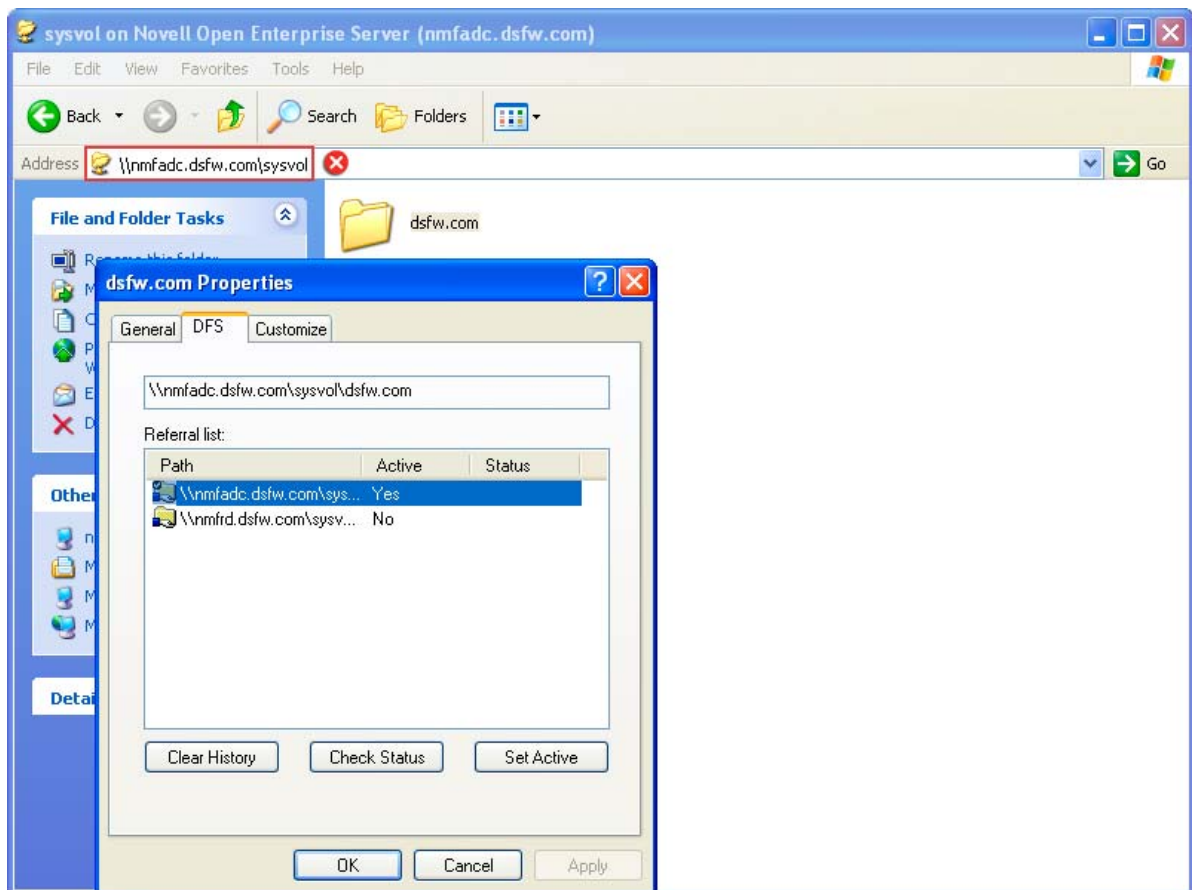 sysvol on Novell Open Enterprise Server (nmfadc.dsfw.com)
File Edit View Favorites Tools Help
Back Search Folders
Address \\nmfadc.dsfw.com\sysvol Go
File and Folder Tasks
dsfw.com
dsfw.com Properties
General DFS Customize
\\nmfadc.dsfw.com\sysvol\dsfw.com
Referral list:
Path Active Status
\\nmfadc.dsfw.com\sys... Yes
\\nmfrd.dsfw.com\sysv... No
Other
Detai
Clear History Check Status Set Active
OK Cancel Apply